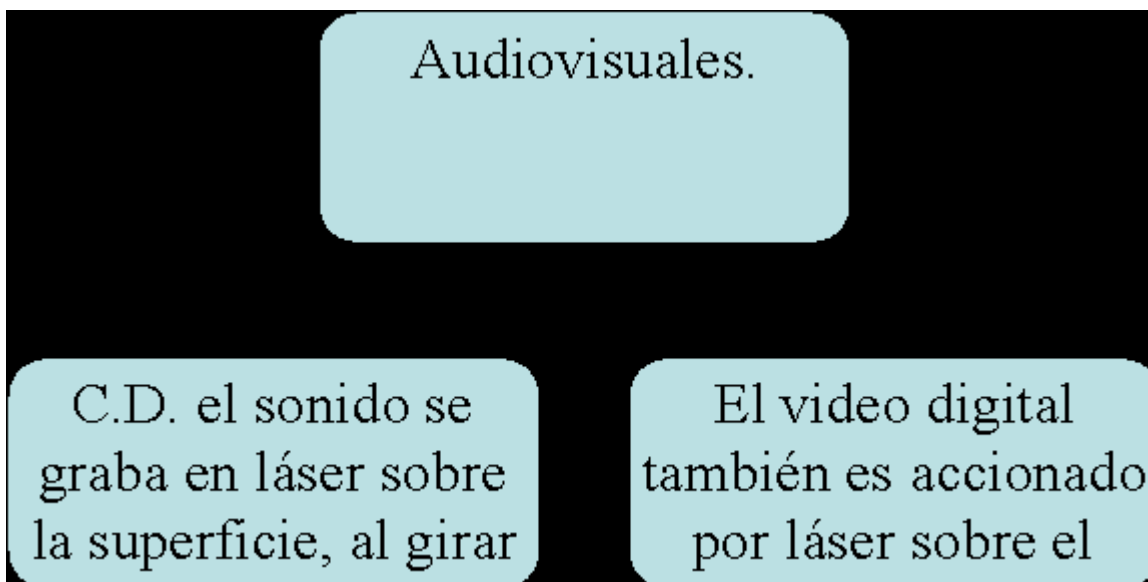 Audiovisuales.
C.D. el sonido se
graba en láser sobre
la superficie, al girar
El video digital
también es accionado
por láser sobre el